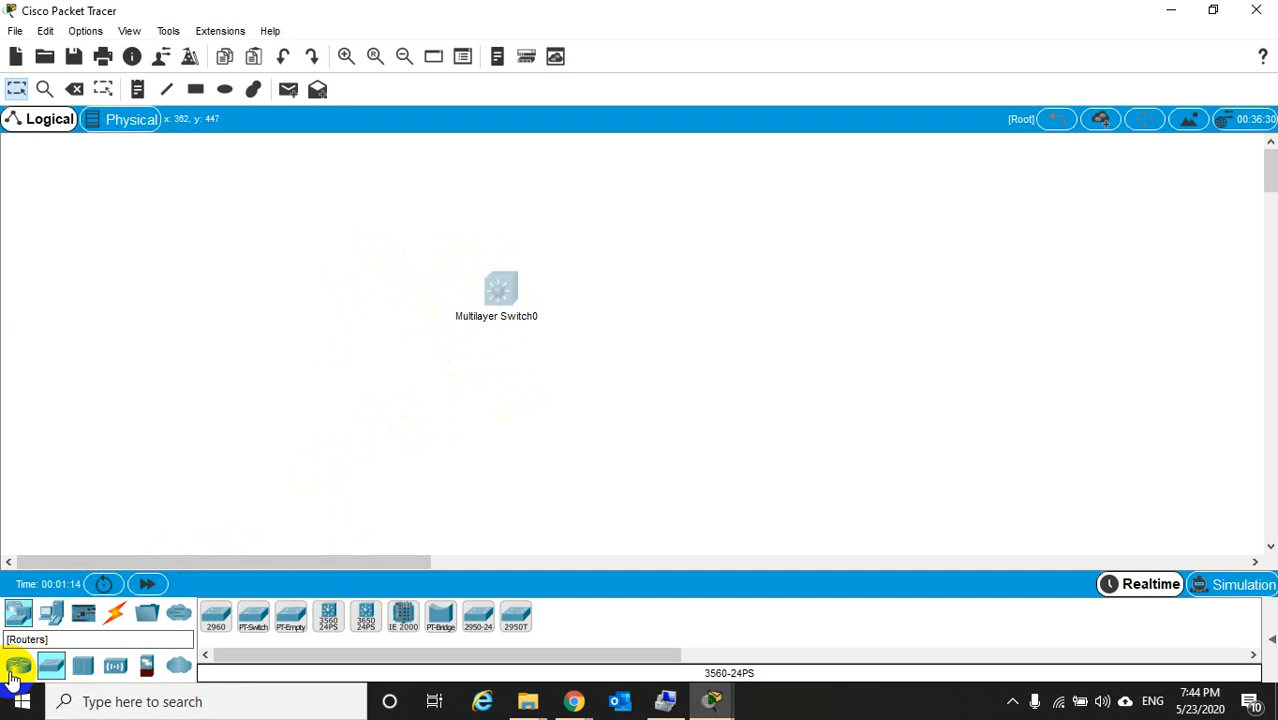 Cisco Packet Tracer
File Edit Options View Tools Extensions Help
Logical Physical x: 362, y: 447 [Root] 00:36:30
Multilayer Switch0
Time: 00:01:14 Realtime Simulation
2960 PT-Switch PT-Empty 3560 24PS 3650 24PS IE 2000 PT-Bridge 2950-24 2950T
[Routers]
3560-24PS
Type here to search
ENG
7:44 PM
5/23/2020
10